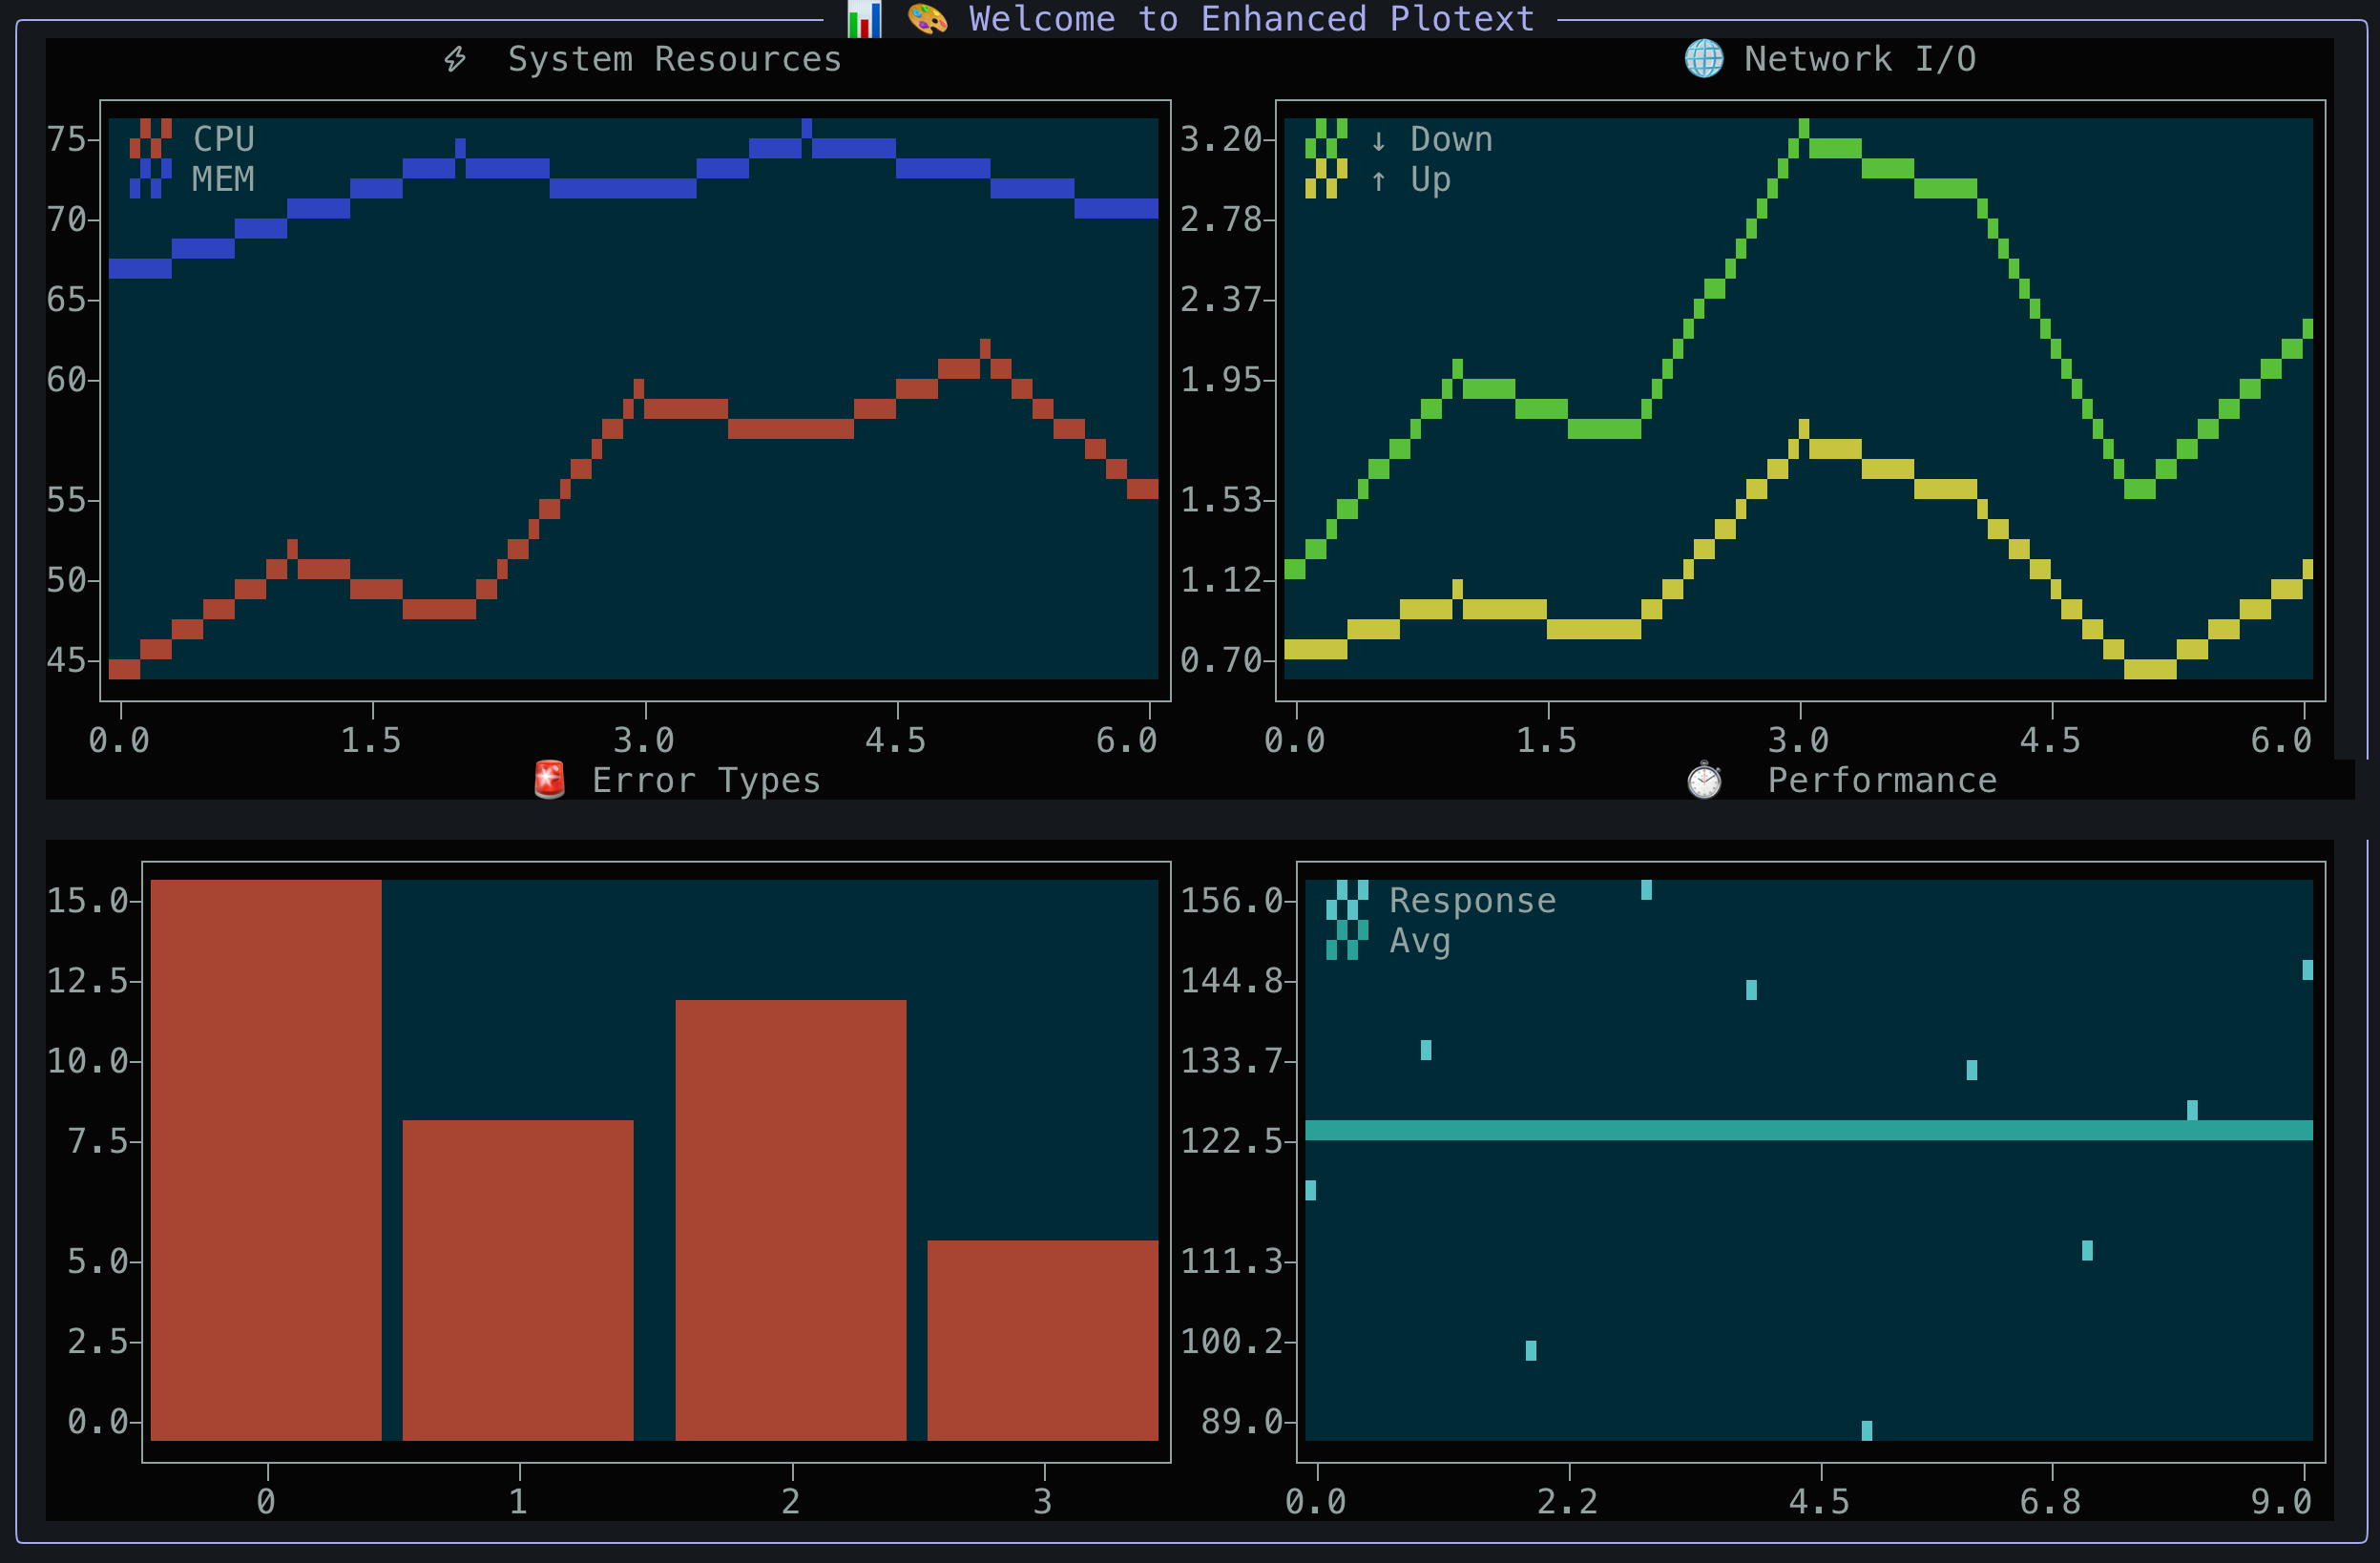 📊 🎨 Welcome to Enhanced Plotext
⚡ System Resources
🌐 Network I/O
CPU
MEM
75
70
65
60
55
50
45
0.0 1.5 3.0 4.5 6.0
↓ Down
↑ Up
3.20
2.78
2.37
1.95
1.53
1.12
0.70
0.0 1.5 3.0 4.5 6.0
🚨 Error Types
⏱ Performance
15.0
12.5
10.0
7.5
5.0
2.5
0.0
0 1 2 3
Response
Avg
156.0
144.8
133.7
122.5
111.3
100.2
89.0
0.0 2.2 4.5 6.8 9.0